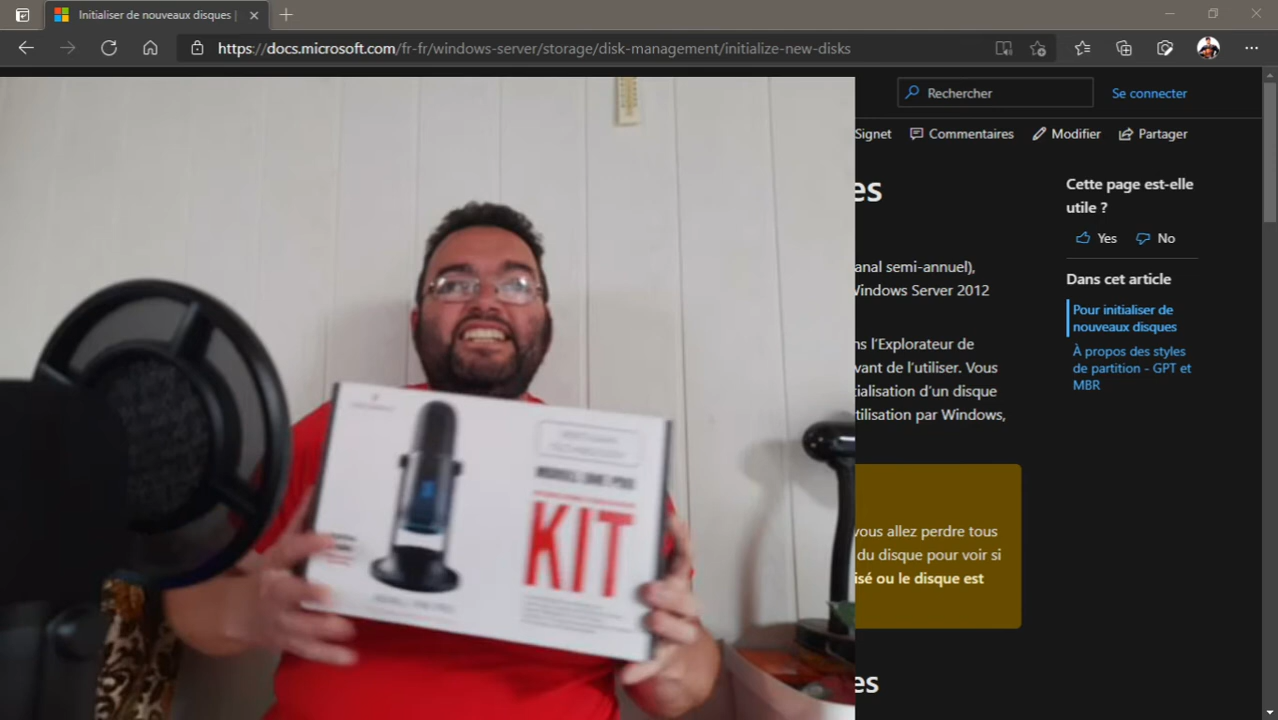 Initialiser de nouveaux disques |
https://docs.microsoft.com/fr-fr/windows-server/storage/disk-management/initialize-new-disks
Rechercher
Se connecter
Signet
Commentaires
Modifier
Partager
es
anal semi-annuel),
Vindows Server 2012
ns l'Explorateur de
vant de l'utiliser. Vous
ialisation d'un disque
tilisation par Windows,
vous allez perdre tous
du disque pour voir si
isé ou le disque est
es
Cette page est-elle
utile ?
Yes
No
Dans cet article
Pour initialiser de
nouveaux disques
À propos des styles
de partition - GPT et
MBR
KIT